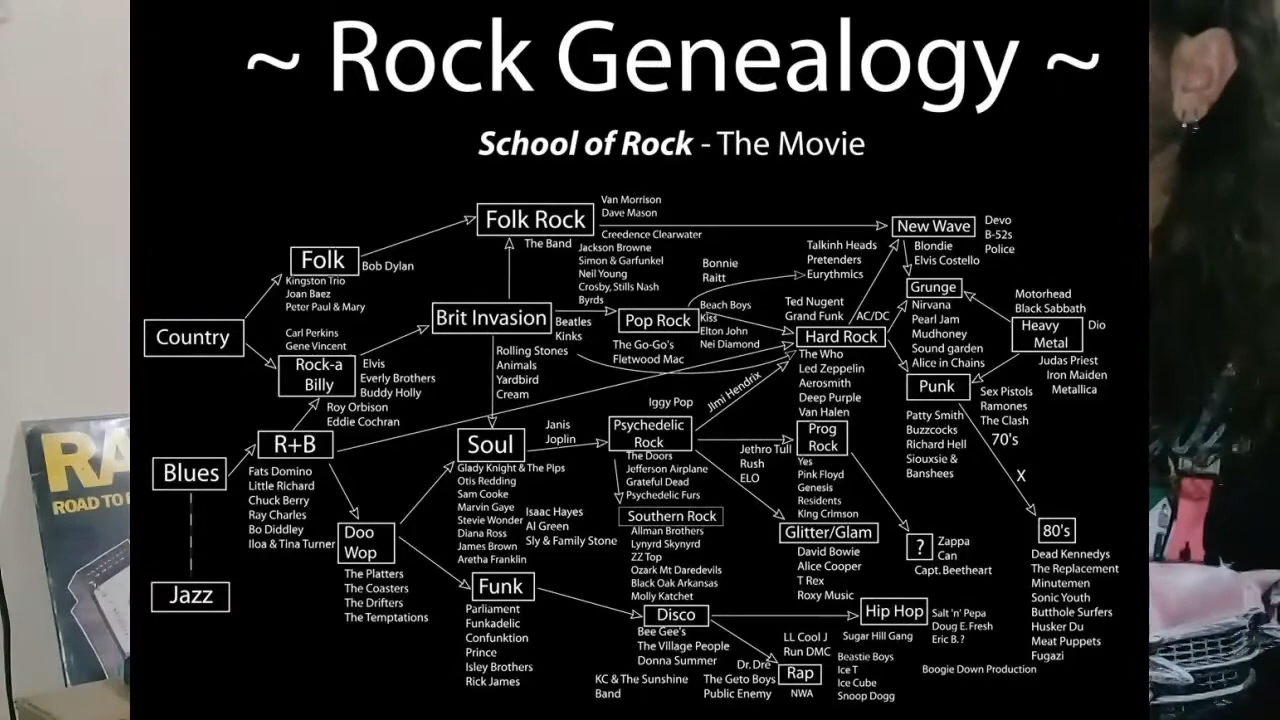 ~ Rock Genealogy ~
School of Rock - The Movie
Van Morrison
Dave Mason
Folk Rock
The Band
Creedence Clearwater
Jackson Browne
Simon & Garfunkel
Neil Young
Crosby, Stills Nash
Byrds
New Wave
Devo
B-52s
Police
Blondie
Elvis Costello
Talkinh Heads
Pretenders
Eurythmics
Folk
Bob Dylan
Kingston Trio
Joan Baez
Peter Paul & Mary
Bonnie
Raitt
Grunge
Nirvana
Pearl Jam
Mudhoney
Sound garden
Alice in Chains
Motorhead
Black Sabbath
Heavy
Metal
Dio
Judas Priest
Iron Maiden
Metallica
Country
Carl Perkins
Gene Vincent
Rock-a
Billy
Elvis
Everly Brothers
Buddy Holly
Roy Orbison
Eddie Cochran
Brit Invasion
Beatles
Kinks
Rolling Stones
Animals
Yardbird
Cream
Pop Rock
Beach Boys
Kiss
Elton John
Nei Diamond
The Go-Go's
Fletwood Mac
Ted Nugent
Grand Funk
AC/DC
Hard Rock
The Who
Led Zeppelin
Aerosmith
Deep Purple
Van Halen
JImi Hendrix
Punk
Sex Pistols
Ramones
The Clash
70's
X
Patty Smith
Buzzcocks
Richard Hell
Siouxsie &
Banshees
Blues
R+B
Fats Domino
Little Richard
Chuck Berry
Ray Charles
Bo Diddley
Iloa & Tina Turner
Jazz
Doo
Wop
The Platters
The Coasters
The Drifters
The Temptations
Soul
Janis
Joplin
Glady Knight & The Pips
Otis Redding
Sam Cooke
Marvin Gaye
Stevie Wonder
Diana Ross
James Brown
Aretha Franklin
Isaac Hayes
Al Green
Sly & Family Stone
Iggy Pop
Psychedelic
Rock
The Doors
Jefferson Airplane
Grateful Dead
Psychedelic Furs
Southern Rock
Allman Brothers
Lynyrd Skynyrd
ZZ Top
Ozark Mt Daredevils
Black Oak Arkansas
Molly Katchet
Jethro Tull
Rush
ELO
Prog
Rock
Yes
Pink Floyd
Genesis
Residents
King Crimson
Glitter/Glam
David Bowie
Alice Cooper
T Rex
Roxy Music
?
Zappa
Can
Capt. Beetheart
80's
Dead Kennedys
The Replacement
Minutemen
Sonic Youth
Butthole Surfers
Husker Du
Meat Puppets
Fugazi
Funk
Parliament
Funkadelic
Confunktion
Prince
Isley Brothers
Rick James
Disco
Bee Gee's
The Village People
Donna Summer
KC & The Sunshine
Band
Hip Hop
Salt 'n' Pepa
Doug E. Fresh
Eric B. ?
Sugar Hill Gang
Boogie Down Production
LL Cool J
Run DMC
Dr. Dre
The Geto Boys
Public Enemy
Rap
NWA
Beastie Boys
Ice T
Ice Cube
Snoop Dogg
RA
ROAD TO